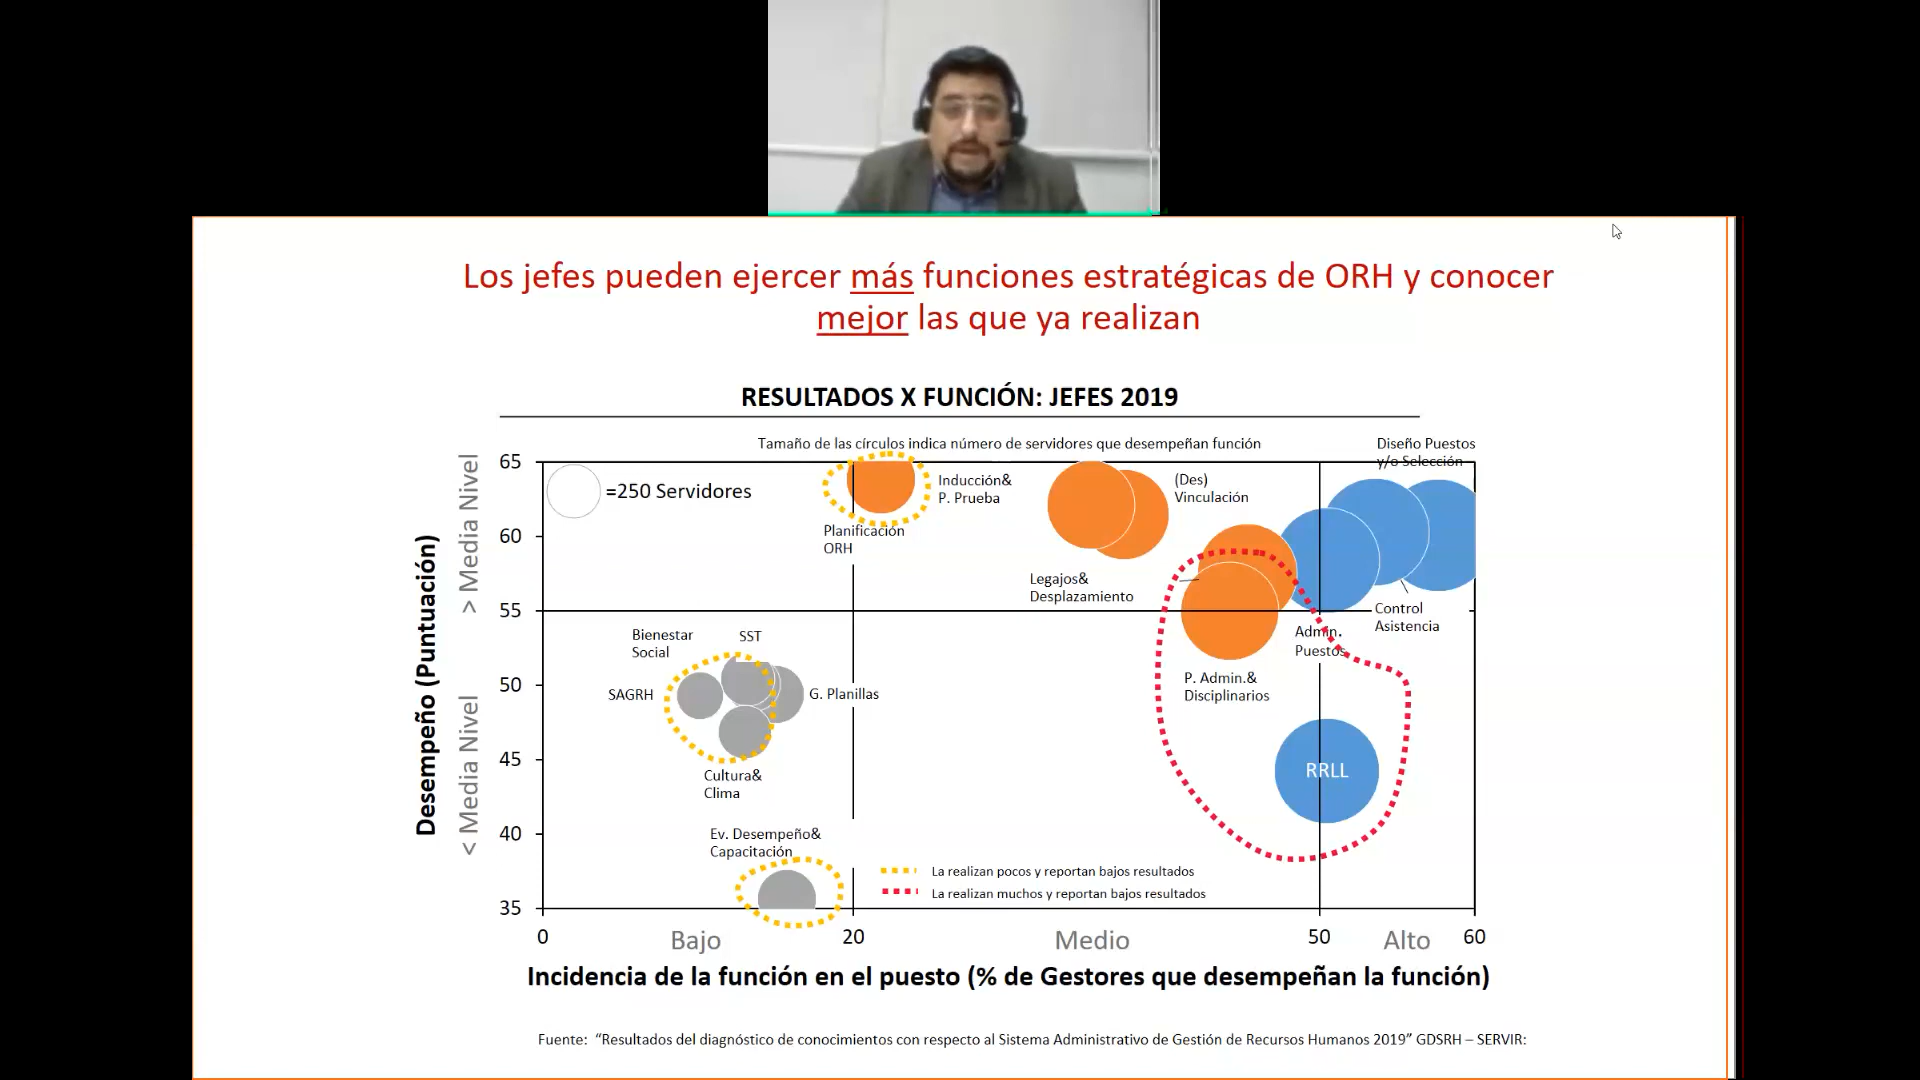 Los jefes pueden ejercer más funciones estratégicas de ORH y conocer
mejor las que ya realizan
RESULTADOS X FUNCIÓN: JEFES 2019
Tamaño de las círculos indica número de servidores que desempeñan función
Desempeño (Puntuación)
> Media Nivel
< Media Nivel
65
60
55
50
45
40
35
=250 Servidores
Inducción&
P. Prueba
Planificación
ORH
(Des)
Vinculación
Diseño Puestos
y/o Selección
Legajos&
Desplazamiento
Control
Asistencia
Admin.
Puestos
P. Admin.&
Disciplinarios
Bienestar
Social
SST
SAGRH
G. Planillas
Cultura&
Clima
RRLL
Ev. Desempeño&
Capacitación
La realizan pocos y reportan bajos resultados
La realizan muchos y reportan bajos resultados
0
Bajo
20
Medio
50
Alto
60
Incidencia de la función en el puesto (% de Gestores que desempeñan la función)
Fuente: “Resultados del diagnóstico de conocimientos con respecto al Sistema Administrativo de Gestión de Recursos Humanos 2019” GDSRH – SERVIR: